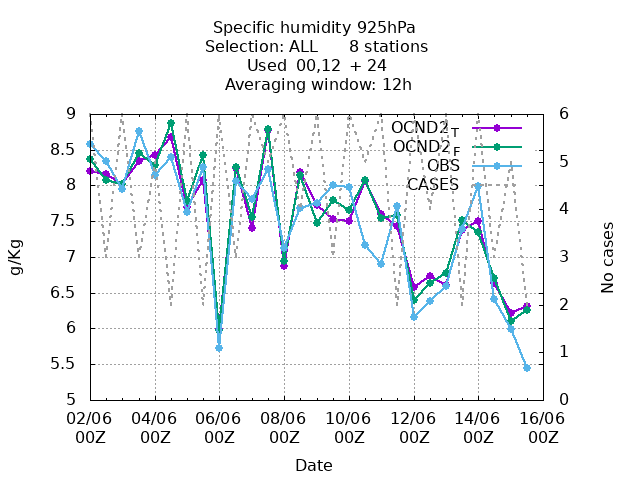 Specific humidity 925hPa
Selection: ALL 8 stations
Used 00,12 + 24
Averaging window: 12h
9
8.5
8
7.5
7
6.5
6
5.5
5
g/Kg
6
5
4
3
2
1
0
No cases
OCND2T
OCND2F
OBS
CASES
02/06 04/06 06/06 08/06 10/06 12/06 14/06 16/06
00Z 00Z 00Z 00Z 00Z 00Z 00Z 00Z
Date